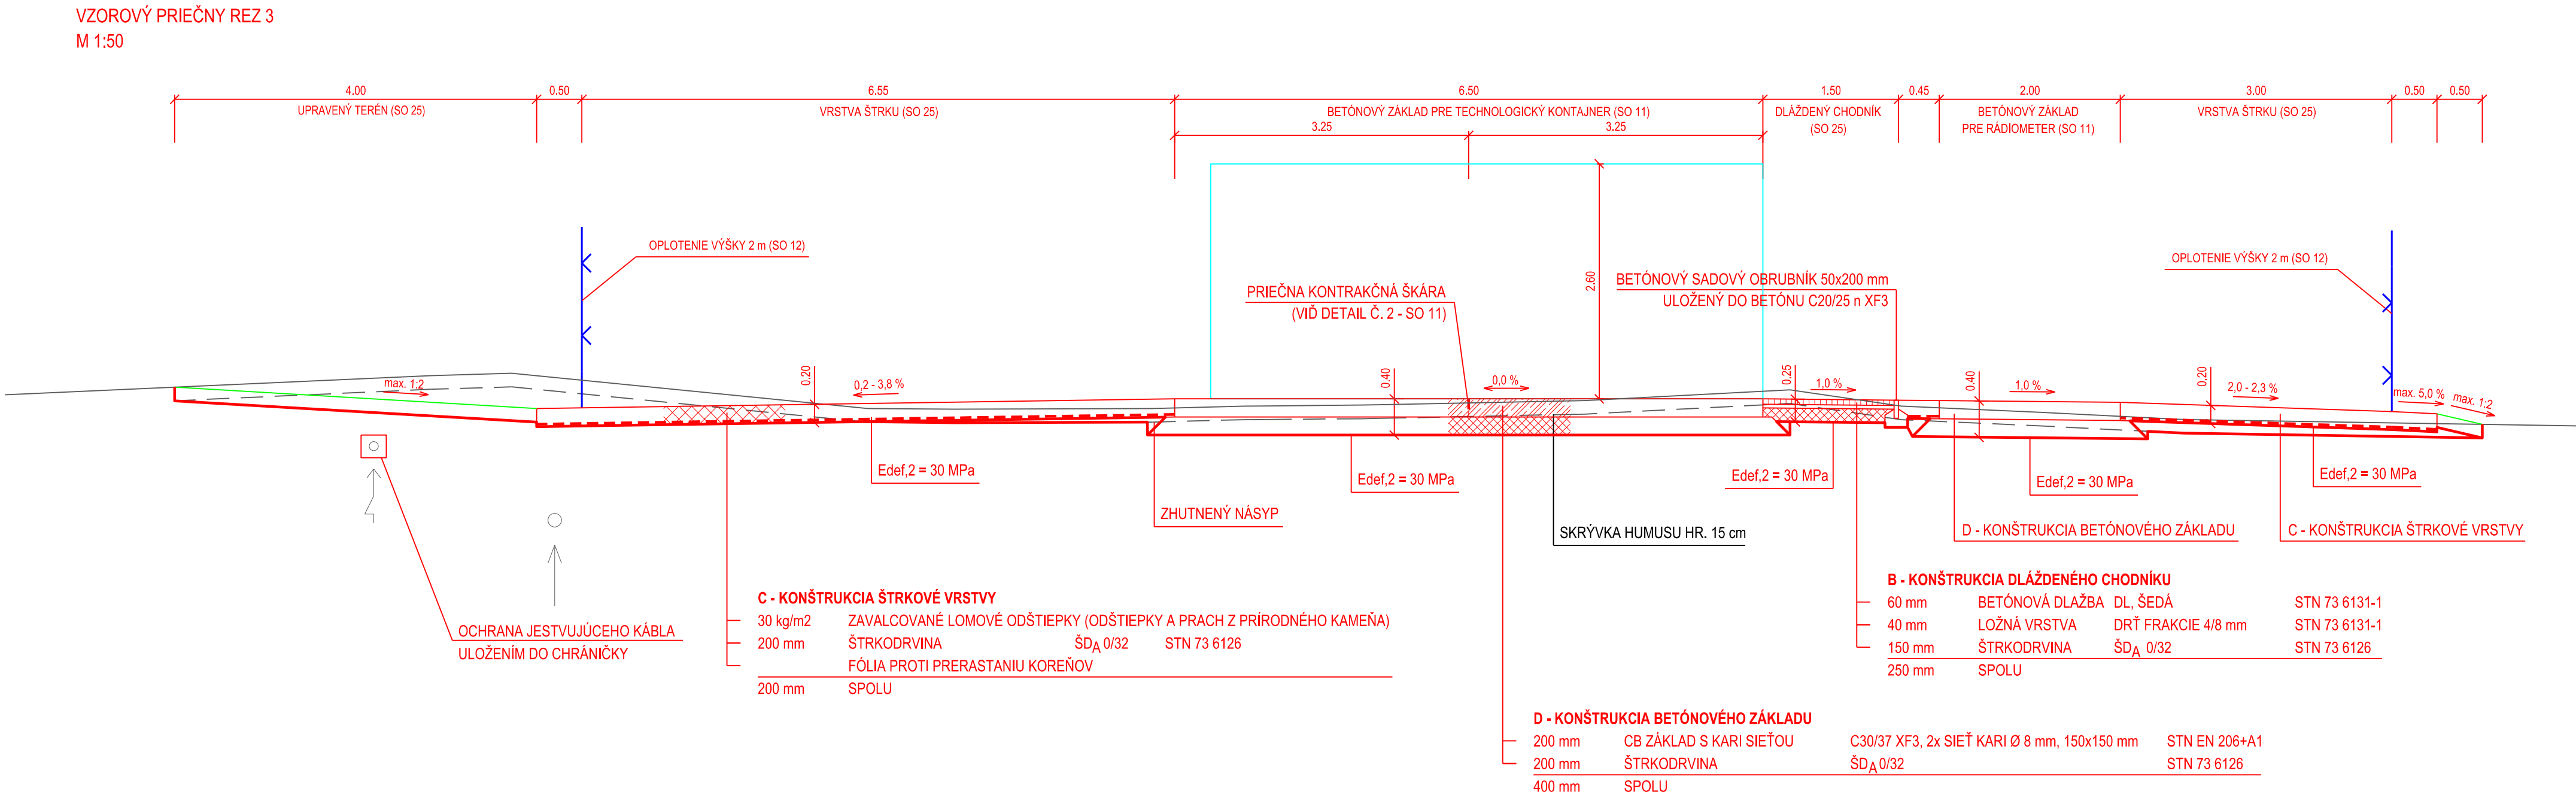 VZOROVÝ PRIEČNY REZ 3
M 1:50
4.00
0.50
6.55
6.50
1.50
0.45
2.00
3.00
0.50
0.50
UPRAVENÝ TERÉN (SO 25)
VRSTVA ŠTRKU (SO 25)
BETÓNOVÝ ZÁKLAD PRE TECHNOLOGICKÝ KONTAJNER (SO 11)
3.25
3.25
DLÁŽDENÝ CHODNÍK
(SO 25)
BETÓNOVÝ ZÁKLAD
PRE RÁDIOMETER (SO 11)
VRSTVA ŠTRKU (SO 25)
OPLOTENIE VÝŠKY 2 m (SO 12)
2.60
PRIEČNA KONTRAKČNÁ ŠKÁRA
(VIĎ DETAIL Č. 2 - SO 11)
BETÓNOVÝ SADOVÝ OBRUBNÍK 50x200 mm
ULOŽENÝ DO BETÓNU C20/25 n XF3
OPLOTENIE VÝŠKY 2 m (SO 12)
max. 1:2
0.20
0,2 - 3,8 %
0.40
0,0 %
0.25
1,0 %
0.40
1,0 %
0.20
2,0 - 2,3 %
max. 5,0 %
max. 1:2
Edef,2 = 30 MPa
Edef,2 = 30 MPa
Edef,2 = 30 MPa
Edef,2 = 30 MPa
Edef,2 = 30 MPa
ZHUTNENÝ NÁSYP
SKRÝVKA HUMUSU HR. 15 cm
D - KONŠTRUKCIA BETÓNOVÉHO ZÁKLADU
C - KONŠTRUKCIA ŠTRKOVÉ VRSTVY
OCHRANA JESTVUJÚCEHO KÁBLA
ULOŽENÍM DO CHRÁNIČKY
C - KONŠTRUKCIA ŠTRKOVÉ VRSTVY
30 kg/m2 ZAVALCOVANÉ LOMOVÉ ODŠTIEPKY (ODŠTIEPKY A PRACH Z PRÍRODNÉHO KAMEŇA)
200 mm ŠTRKODRVINA ŠDA 0/32 STN 73 6126
FÓLIA PROTI PRERASTANIU KOREŇOV
200 mm SPOLU
B - KONŠTRUKCIA DLÁŽDENÉHO CHODNÍKU
60 mm BETÓNOVÁ DLAŽBA DL, ŠEDÁ STN 73 6131-1
40 mm LOŽNÁ VRSTVA DRŤ FRAKCIE 4/8 mm STN 73 6131-1
150 mm ŠTRKODRVINA ŠDA 0/32 STN 73 6126
250 mm SPOLU
D - KONŠTRUKCIA BETÓNOVÉHO ZÁKLADU
200 mm CB ZÁKLAD S KARI SIEŤOU C30/37 XF3, 2x SIEŤ KARI Ø 8 mm, 150x150 mm STN EN 206+A1
200 mm ŠTRKODRVINA ŠDA 0/32 STN 73 6126
400 mm SPOLU